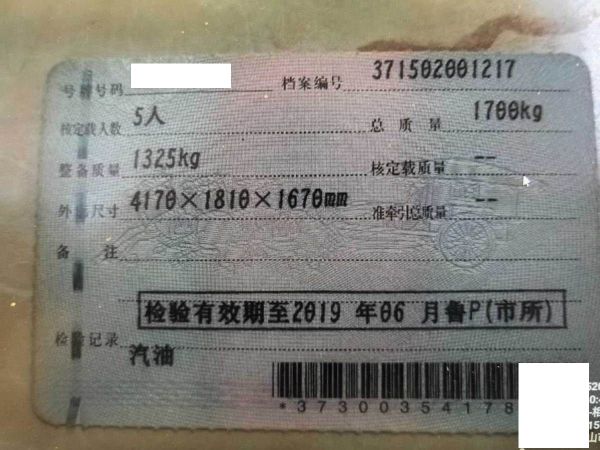 号牌号码 档案编号 371502001217
核定载人数 5人 总质量 1700kg
整备质量 1325kg 核定载质量 --
外廓尺寸 4170×1810×1670mm 准牵引总质量 --
备注
检验有效期至2019 年06 月鲁P(市所)
检验记录
汽油
*37300354178